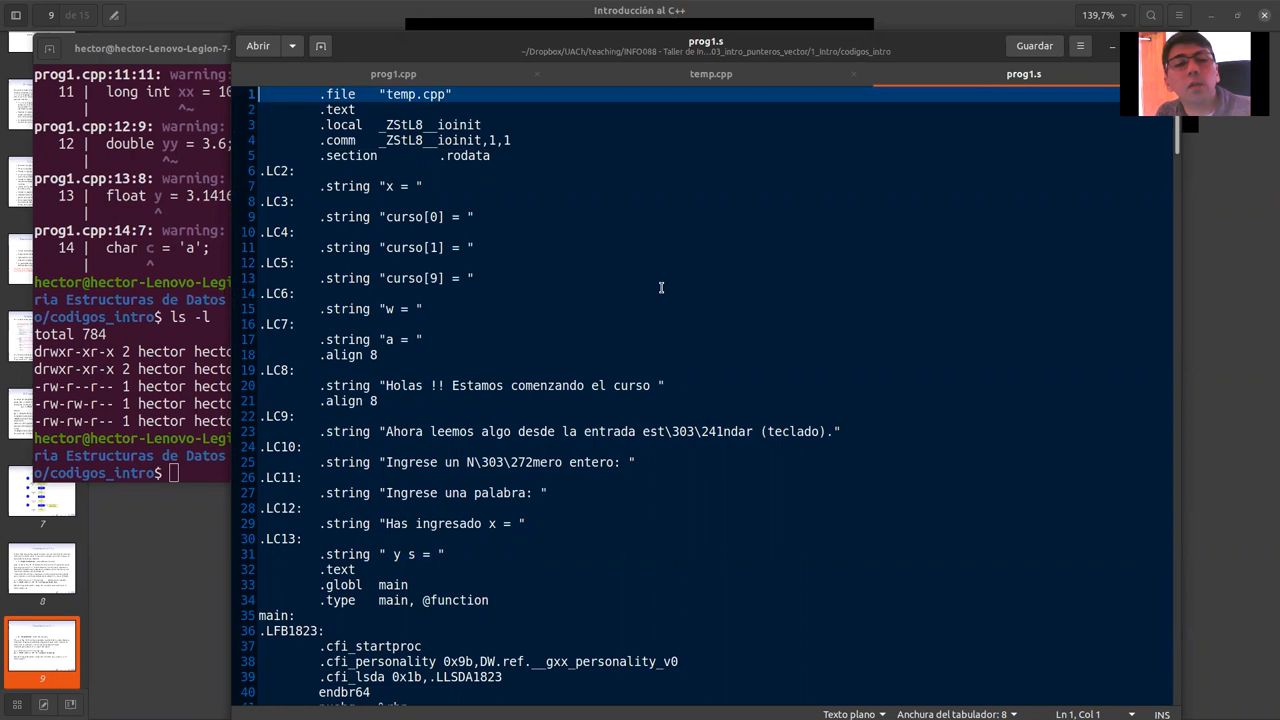 9 de 15
Introducción al C++
139,7%
hector@hector-Lenovo-Legion-7-
Abrir
prog1.s
~/Dropbox/UACh/teaching/INFO088 - Taller de In...03_intro_punteros_vector/1_Intro/codigos_intro
Guardar
prog1.cpp
temp.cpp
prog1.s
prog1.cpp:11:11: warning:
11 | long int xx = 10
| ^~
prog1.cpp:12:9: warning:
12 | double yy = 3.6;
| ^~
prog1.cpp:13:8: warning:
13 | float y = .1416
| ^
prog1.cpp:14:7: warning:
14 | char c = ';';
| ^
hector@hector-Lenovo-Legi
ria Estructuras de Datos
o/codigos_intro$ ls -l
total 784
drwxr-xr-x 2 hector hecto
drwxr-xr-x 2 hector hecto
-rw-r--r-- 1 hector hecto
-rw-rw-r-- 1 hector hecto
-rw-rw-r-- 1 hector hecto
hector@hector-Lenovo-Legi
ria Estructuras de Datos
o/codigos_intro$
1 .file "temp.cpp"
2 .text
3 .local _ZStL8__ioinit
4 .comm _ZStL8__ioinit,1,1
5 .section .rodata
6 .LC2:
7 .string "x = "
8 .LC3:
9 .string "curso[0] = "
10 .LC4:
11 .string "curso[1] = "
12 .LC5:
13 .string "curso[9] = "
14 .LC6:
15 .string "w = "
16 .LC7:
17 .string "a = "
18 .align 8
19 .LC8:
20 .string "Holas !! Estamos comenzando el curso "
21 .align 8
22 .LC9:
23 .string "Ahora leemos algo desde la entrada est\303\241ndar (teclado)."
24 .LC10:
25 .string "Ingrese un N\303\272mero entero: "
26 .LC11:
27 .string "Ingrese una palabra: "
28 .LC12:
29 .string "Has ingresado x = "
30 .LC13:
31 .string " y s = "
32 .text
33 .globl main
34 .type main, @function
35 main:
36 .LFB1823:
37 .cfi_startproc
38 .cfi_personality 0x9b,DW.ref.__gxx_personality_v0
39 .cfi_lsda 0x1b,.LLSDA1823
40 endbr64
7
8
9
Texto plano
Anchura del tabulador: 8
Ln 1, Col 1
INS